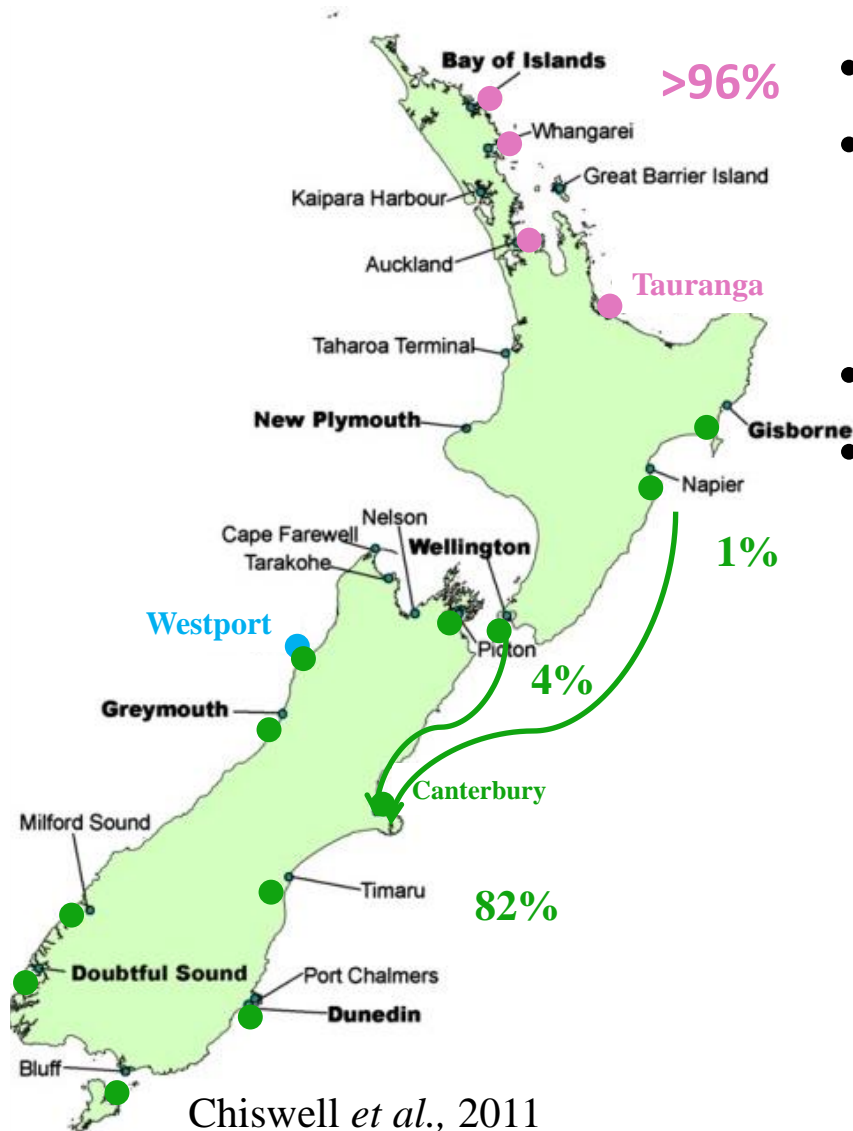 Bay of Islands
>96%
•
Whangarei
•
Great Barrier Island
Kaipara Harbour
Auckland
Tauranga
Taharoa Terminal
•
New Plymouth
Gisborne
•
Napier
Nelson
Cape Farewell
Wellington
Tarakohe
1%
Westport
Picton
4%
Greymouth
Canterbury
Milford Sound
Timaru
82%
Doubtful Sound
Port Chalmers
Dunedin
Bluff
Chiswell et al., 2011